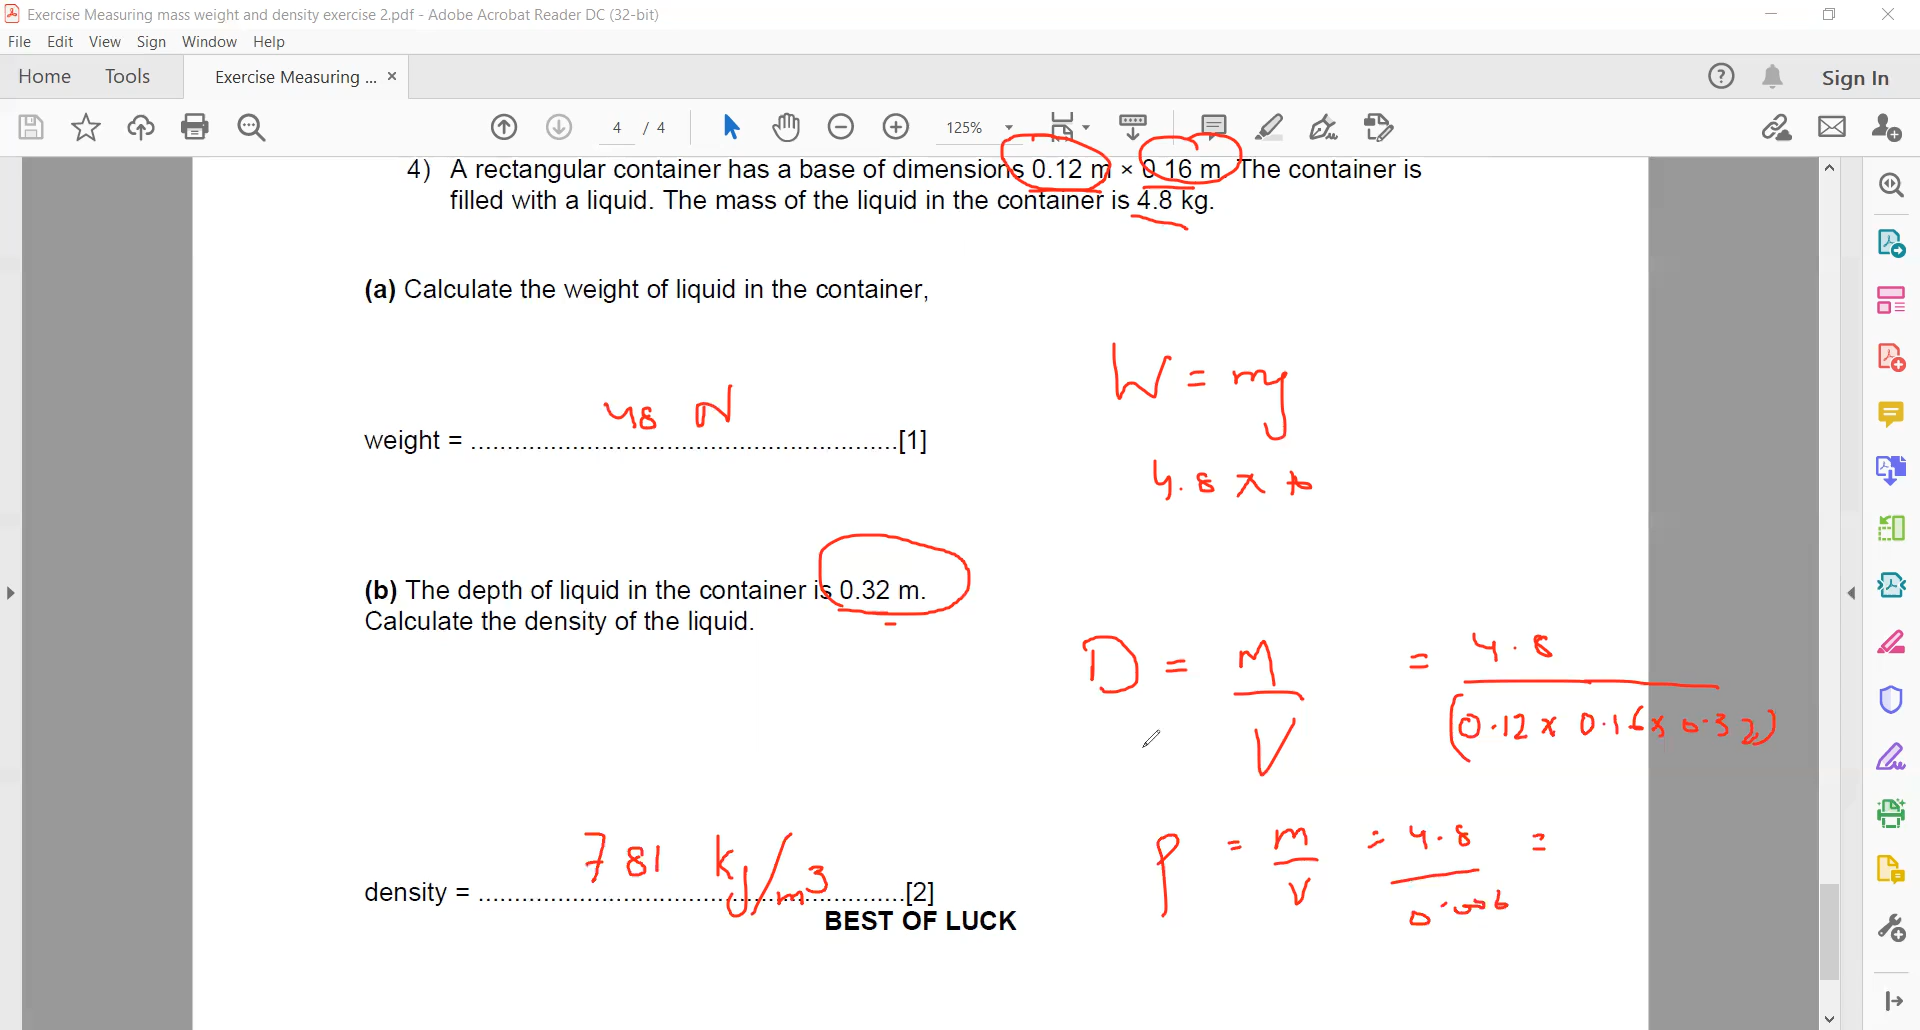 Exercise Measuring mass weight and density exercise 2.pdf - Adobe Acrobat Reader DC (32-bit)
File Edit View Sign Window Help
Home Tools Exercise Measuring ... × Sign In
4 / 4 125%
4) A rectangular container has a base of dimensions 0.12 m × 0.16 m The container is
filled with a liquid. The mass of the liquid in the container is 4.8 kg.
(a) Calculate the weight of liquid in the container,
W = mg
48 N
weight = ..........................................................[1]
4.8 x 10
(b) The depth of liquid in the container is 0.32 m.
Calculate the density of the liquid.
D = M / V = 4.8 / (0.12 x 0.16 x 0.32)
781 kg/m3
ρ = m / V = 4.8 / 0.006 =
density = ..........................................................[2]
BEST OF LUCK